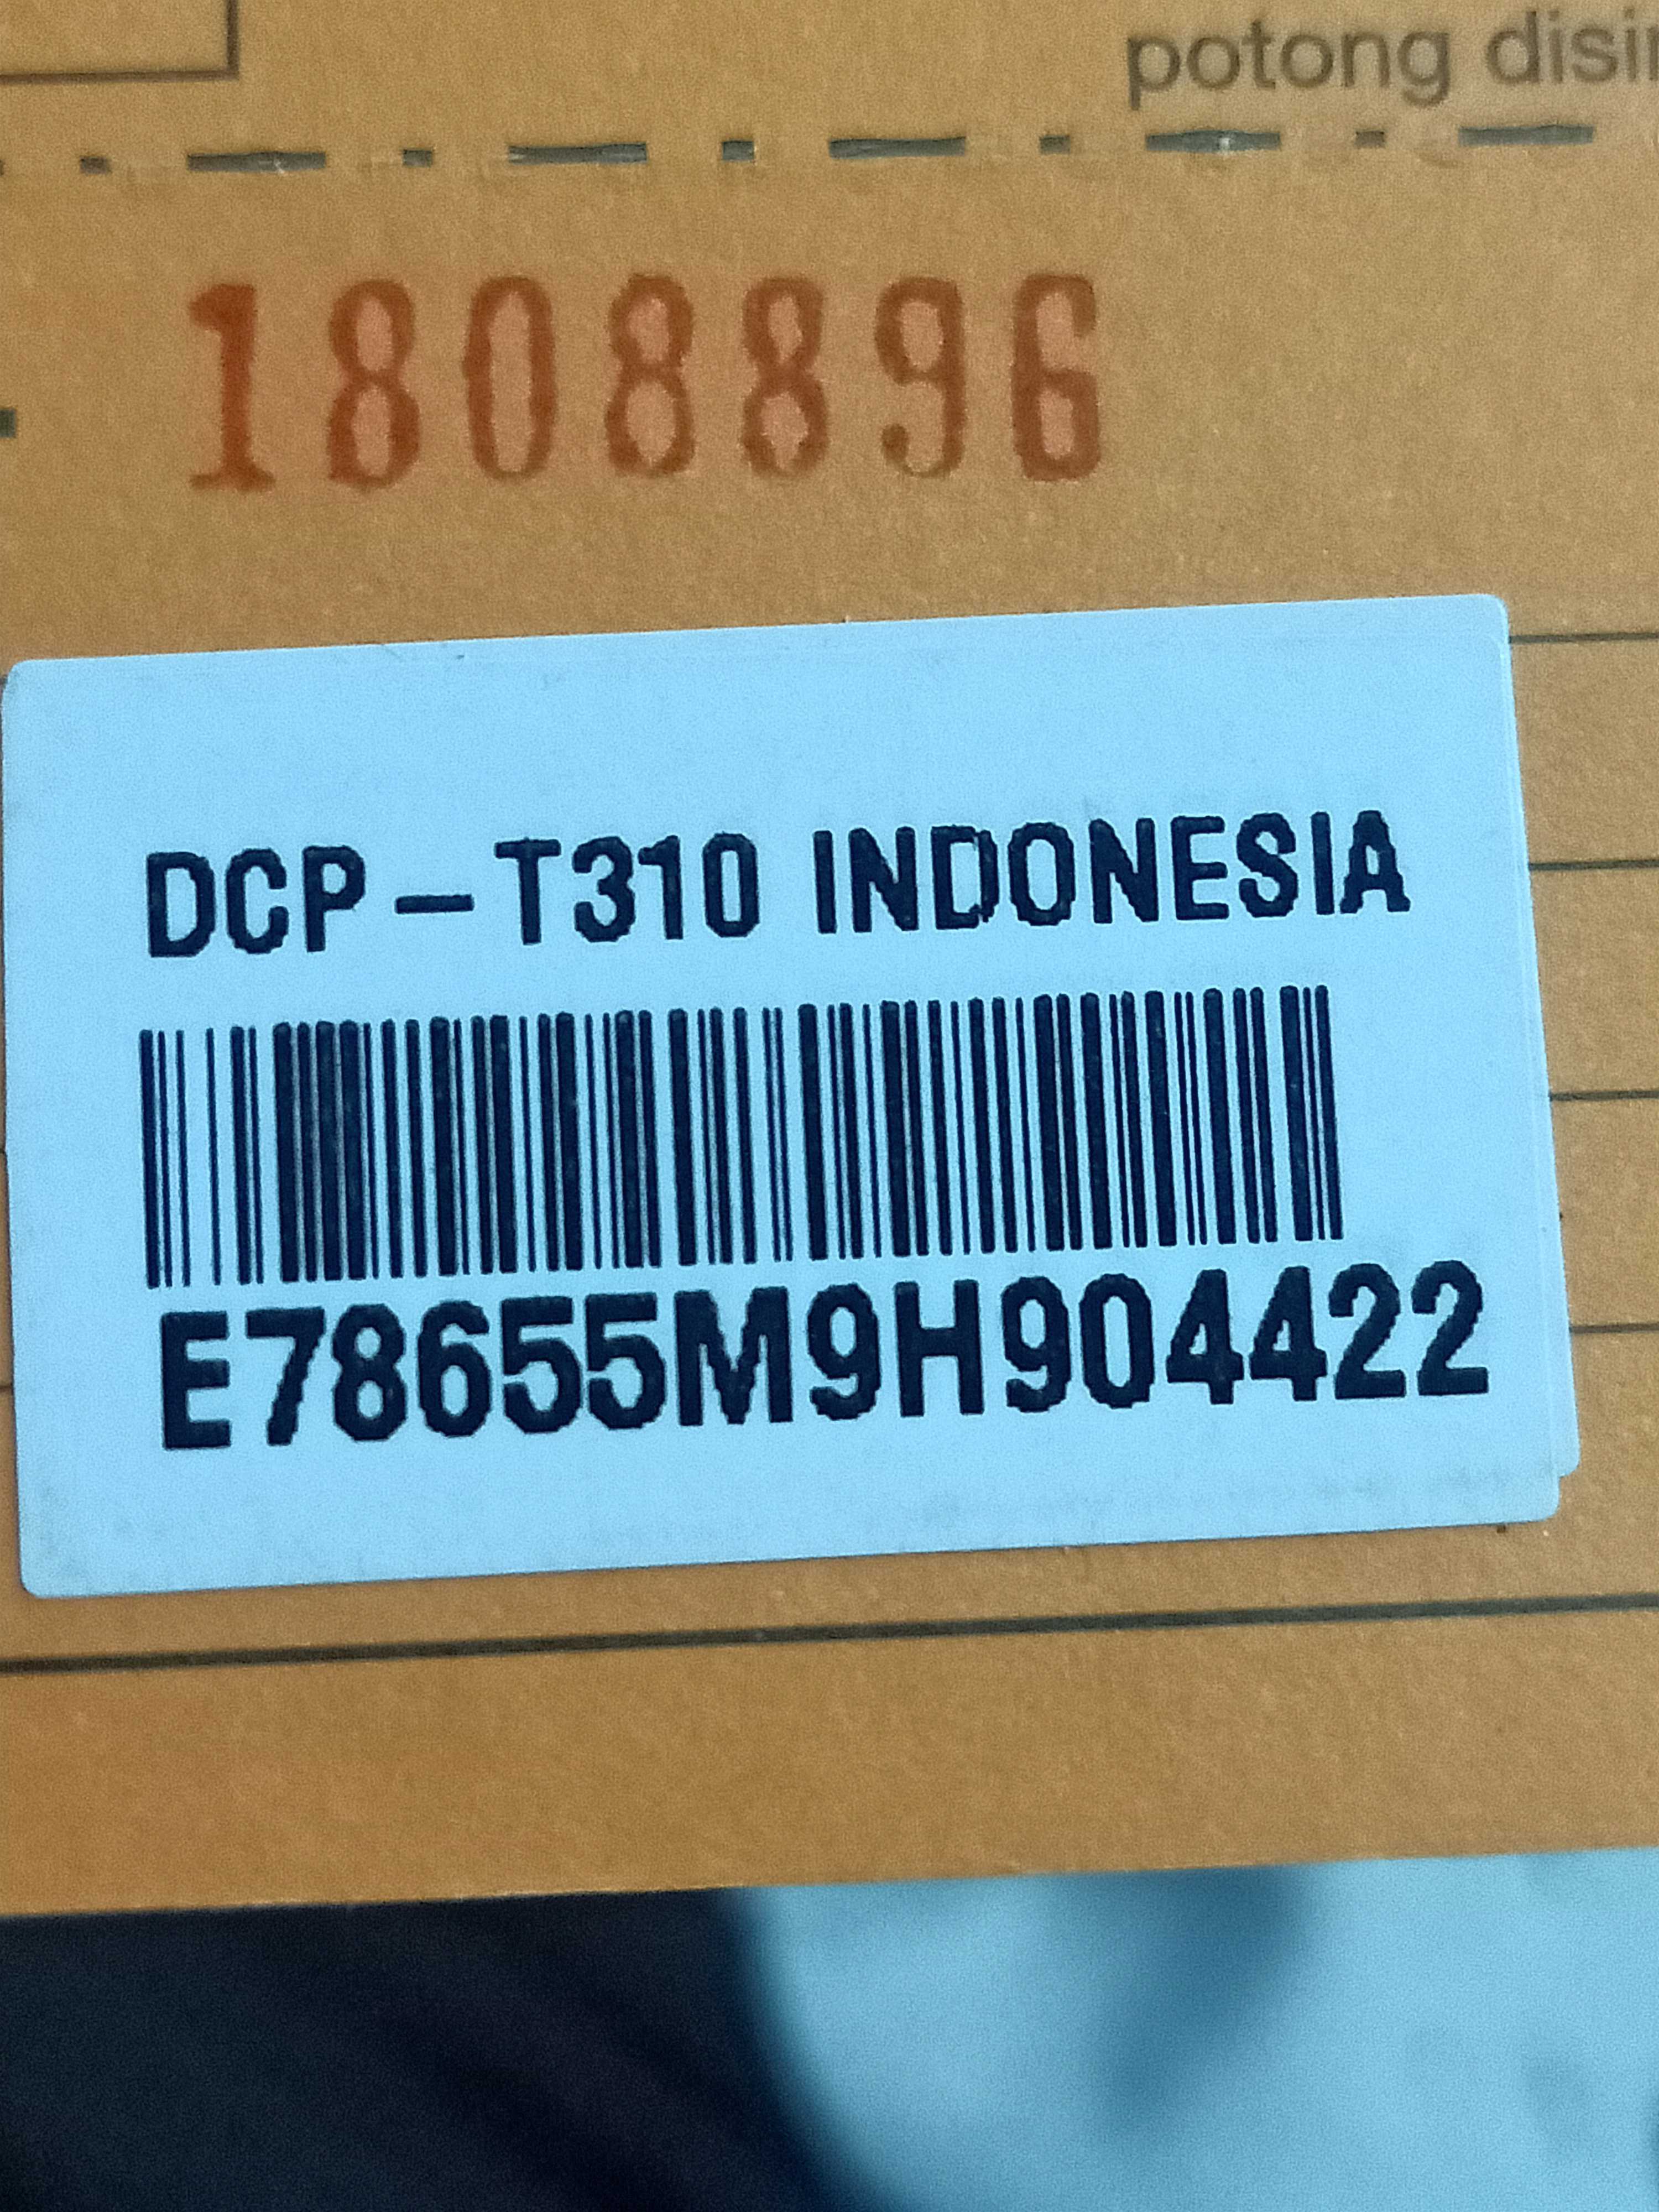 potong disi
1808896
DCP-T310 INDONESIA
E78655M9H904422